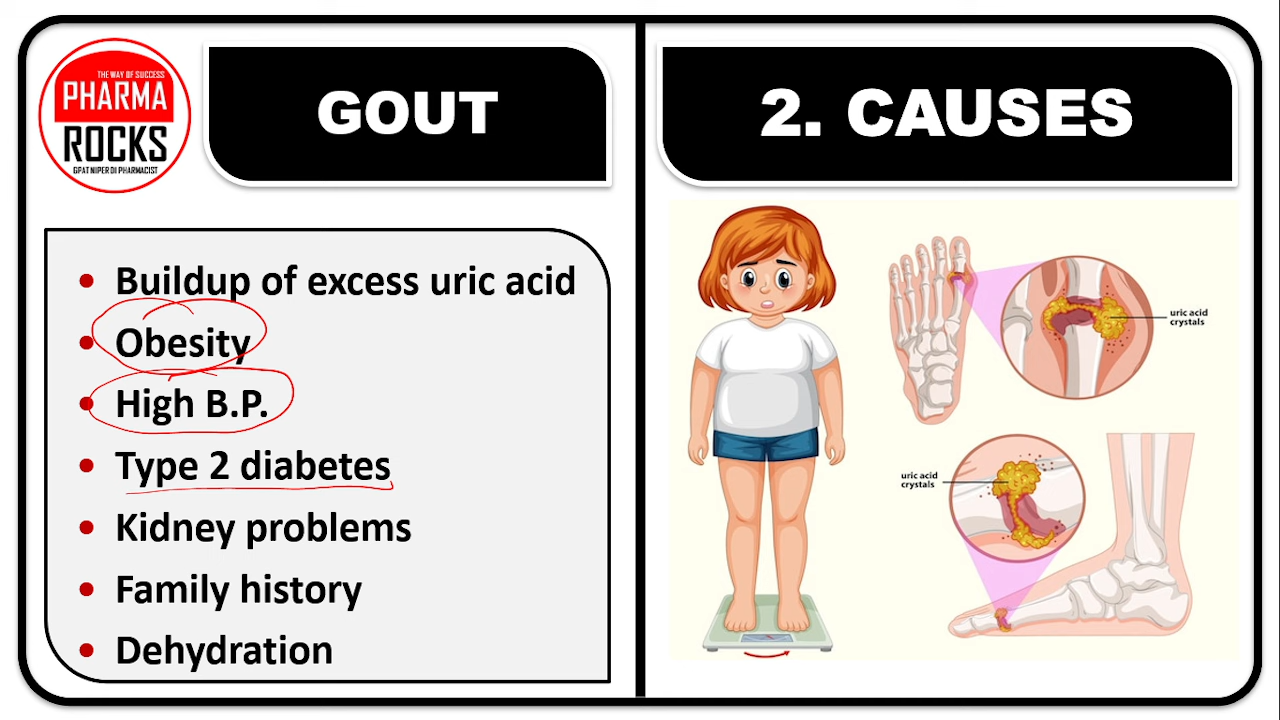 THE WAY OF SUCCESS
PHARMA
ROCKS
GPAT NIPER DI PHARMACIST
GOUT
2. CAUSES
• Buildup of excess uric acid
• Obesity
• High B.P.
• Type 2 diabetes
• Kidney problems
• Family history
• Dehydration
uric acid
crystals
uric acid
crystals